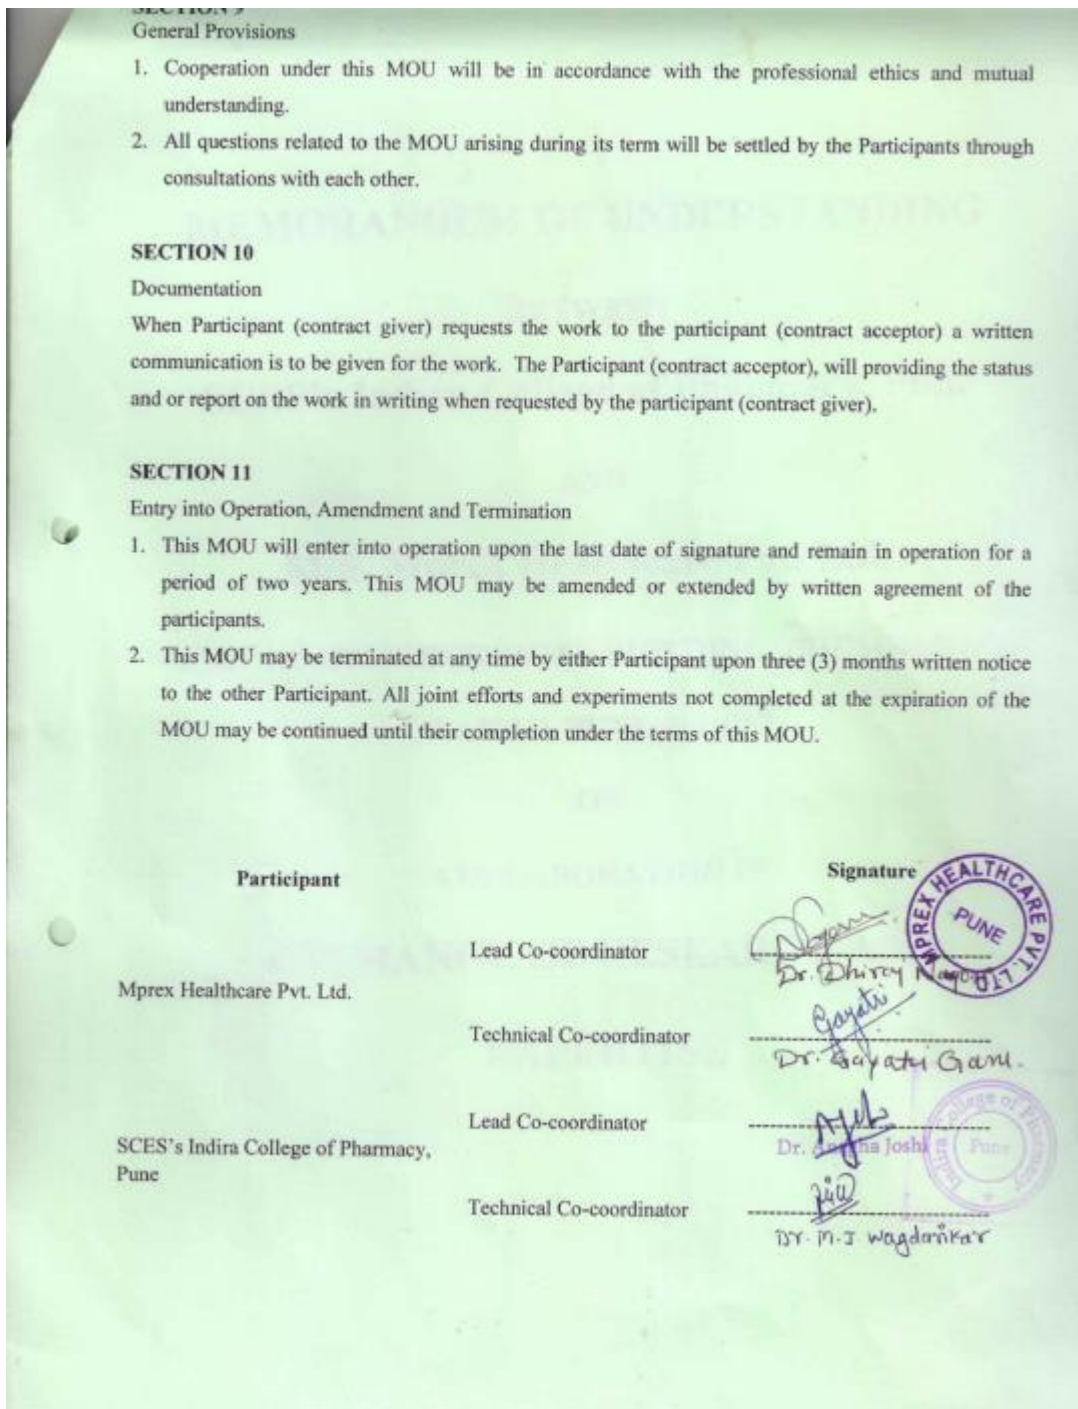 SECTION 9
General Provisions
1. Cooperation under this MOU will be in accordance with the professional ethics and mutual
understanding.
2. All questions related to the MOU arising during its term will be settled by the Participants through
consultations with each other.
MEMORANDUM OF UNDERSTANDING
SECTION 10
Documentation
When Participant (contract giver) requests the work to the participant (contract acceptor) a written
communication is to be given for the work. The Participant (contract acceptor), will providing the status
and or report on the work in writing when requested by the participant (contract giver).
AND
SECTION 11
Entry into Operation, Amendment and Termination
1. This MOU will enter into operation upon the last date of signature and remain in operation for a
period of two years. This MOU may be amended or extended by written agreement of the
participants.
2. This MOU may be terminated at any time by either Participant upon three (3) months written notice
to the other Participant. All joint efforts and experiments not completed at the expiration of the
MOU may be continued until their completion under the terms of this MOU.
Participant
Signature
MPREX HEALTHCARE PVT. LTD.
PUNE
Lead Co-coordinator
Dr. Dhiraj
Mprex Healthcare Pvt. Ltd.
Gayatri
Technical Co-coordinator
Dr. Gayatri
Lead Co-coordinator
Dr. Joshi
Indira College of Pharmacy
Pune
SCES's Indira College of Pharmacy,
Pune
Technical Co-coordinator
Dr. M.J Wagdarikar